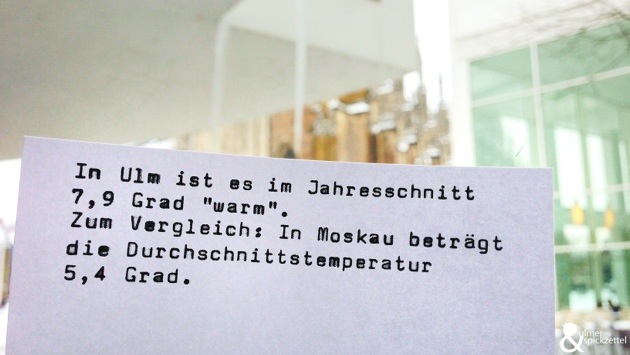 In Ulm ist es im Jahresschnitt
7,9 Grad "warm".
Zum Vergleich: In Moskau beträgt
die Durchschnittstemperatur
5,4 Grad.
ulmer
& spickzettel